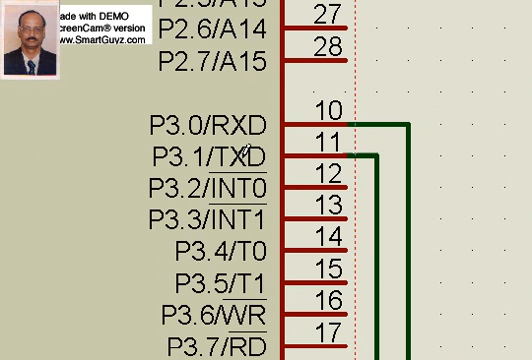 ade with DEMO
creenCam® version
ww.SmartGuyz.com
27
P2.6/A14
28
P2.7/A15
10
P3.0/RXD
11
P3.1/TXD
12
P3.2/INT0
13
P3.3/INT1
14
P3.4/T0
15
P3.5/T1
16
P3.6/WR
17
P3.7/RD